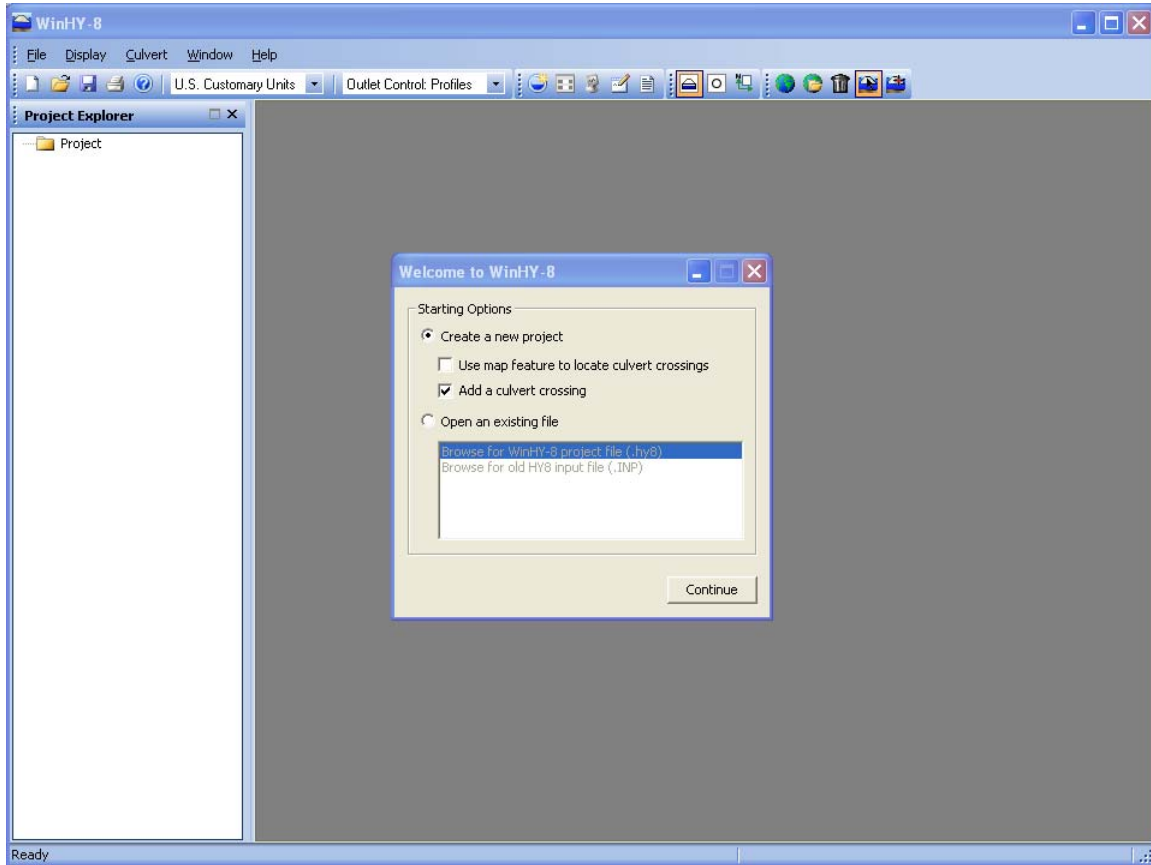 WinHY-8
File Display Culvert Window Help
U.S. Customary Units Outlet Control: Profiles
Project Explorer
Project
Welcome to WinHY-8
Starting Options
Create a new project
Use map feature to locate culvert crossings
Add a culvert crossing
Open an existing file
Browse for WinHY-8 project file (.hy8)
Browse for old HY8 input file (.INP)
Continue
Ready